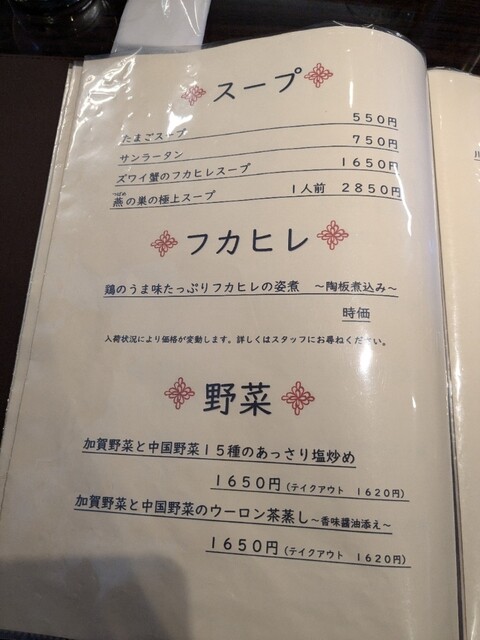 スープ
たまごスープ 550円
サンラータン 750円
ズワイ蟹のフカヒレスープ 1650円
つばめ
燕の巣の極上スープ 1人前 2850円
フカヒレ
鶏のうま味たっぷりフカヒレの姿煮 ～陶板煮込み～
時価
入荷状況により価格が変動します。詳しくはスタッフにお尋ねください。
野菜
加賀野菜と中国野菜15種のあっさり塩炒め
1650円（テイクアウト 1620円）
加賀野菜と中国野菜のウーロン茶蒸し～香味醤油添え～
1650円（テイクアウト 1620円）